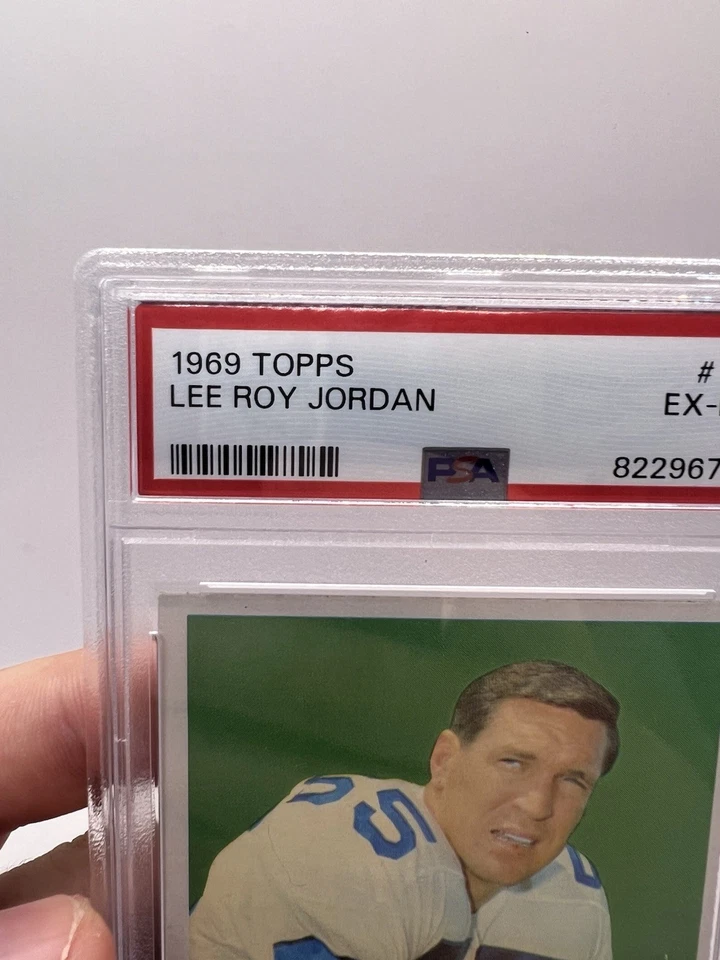 1969 TOPPS #
LEE ROY JORDAN EX-
PSA 822967
55